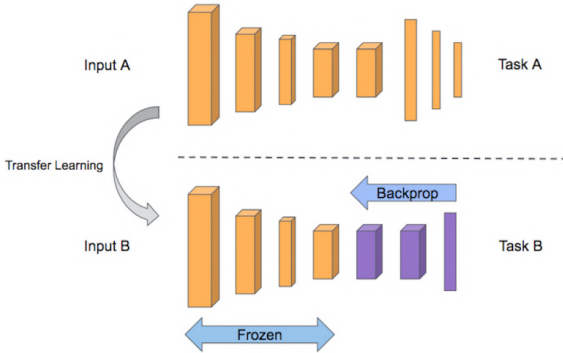 Input A
Task A
Transfer Learning
Backprop
Input B
Task B
Frozen